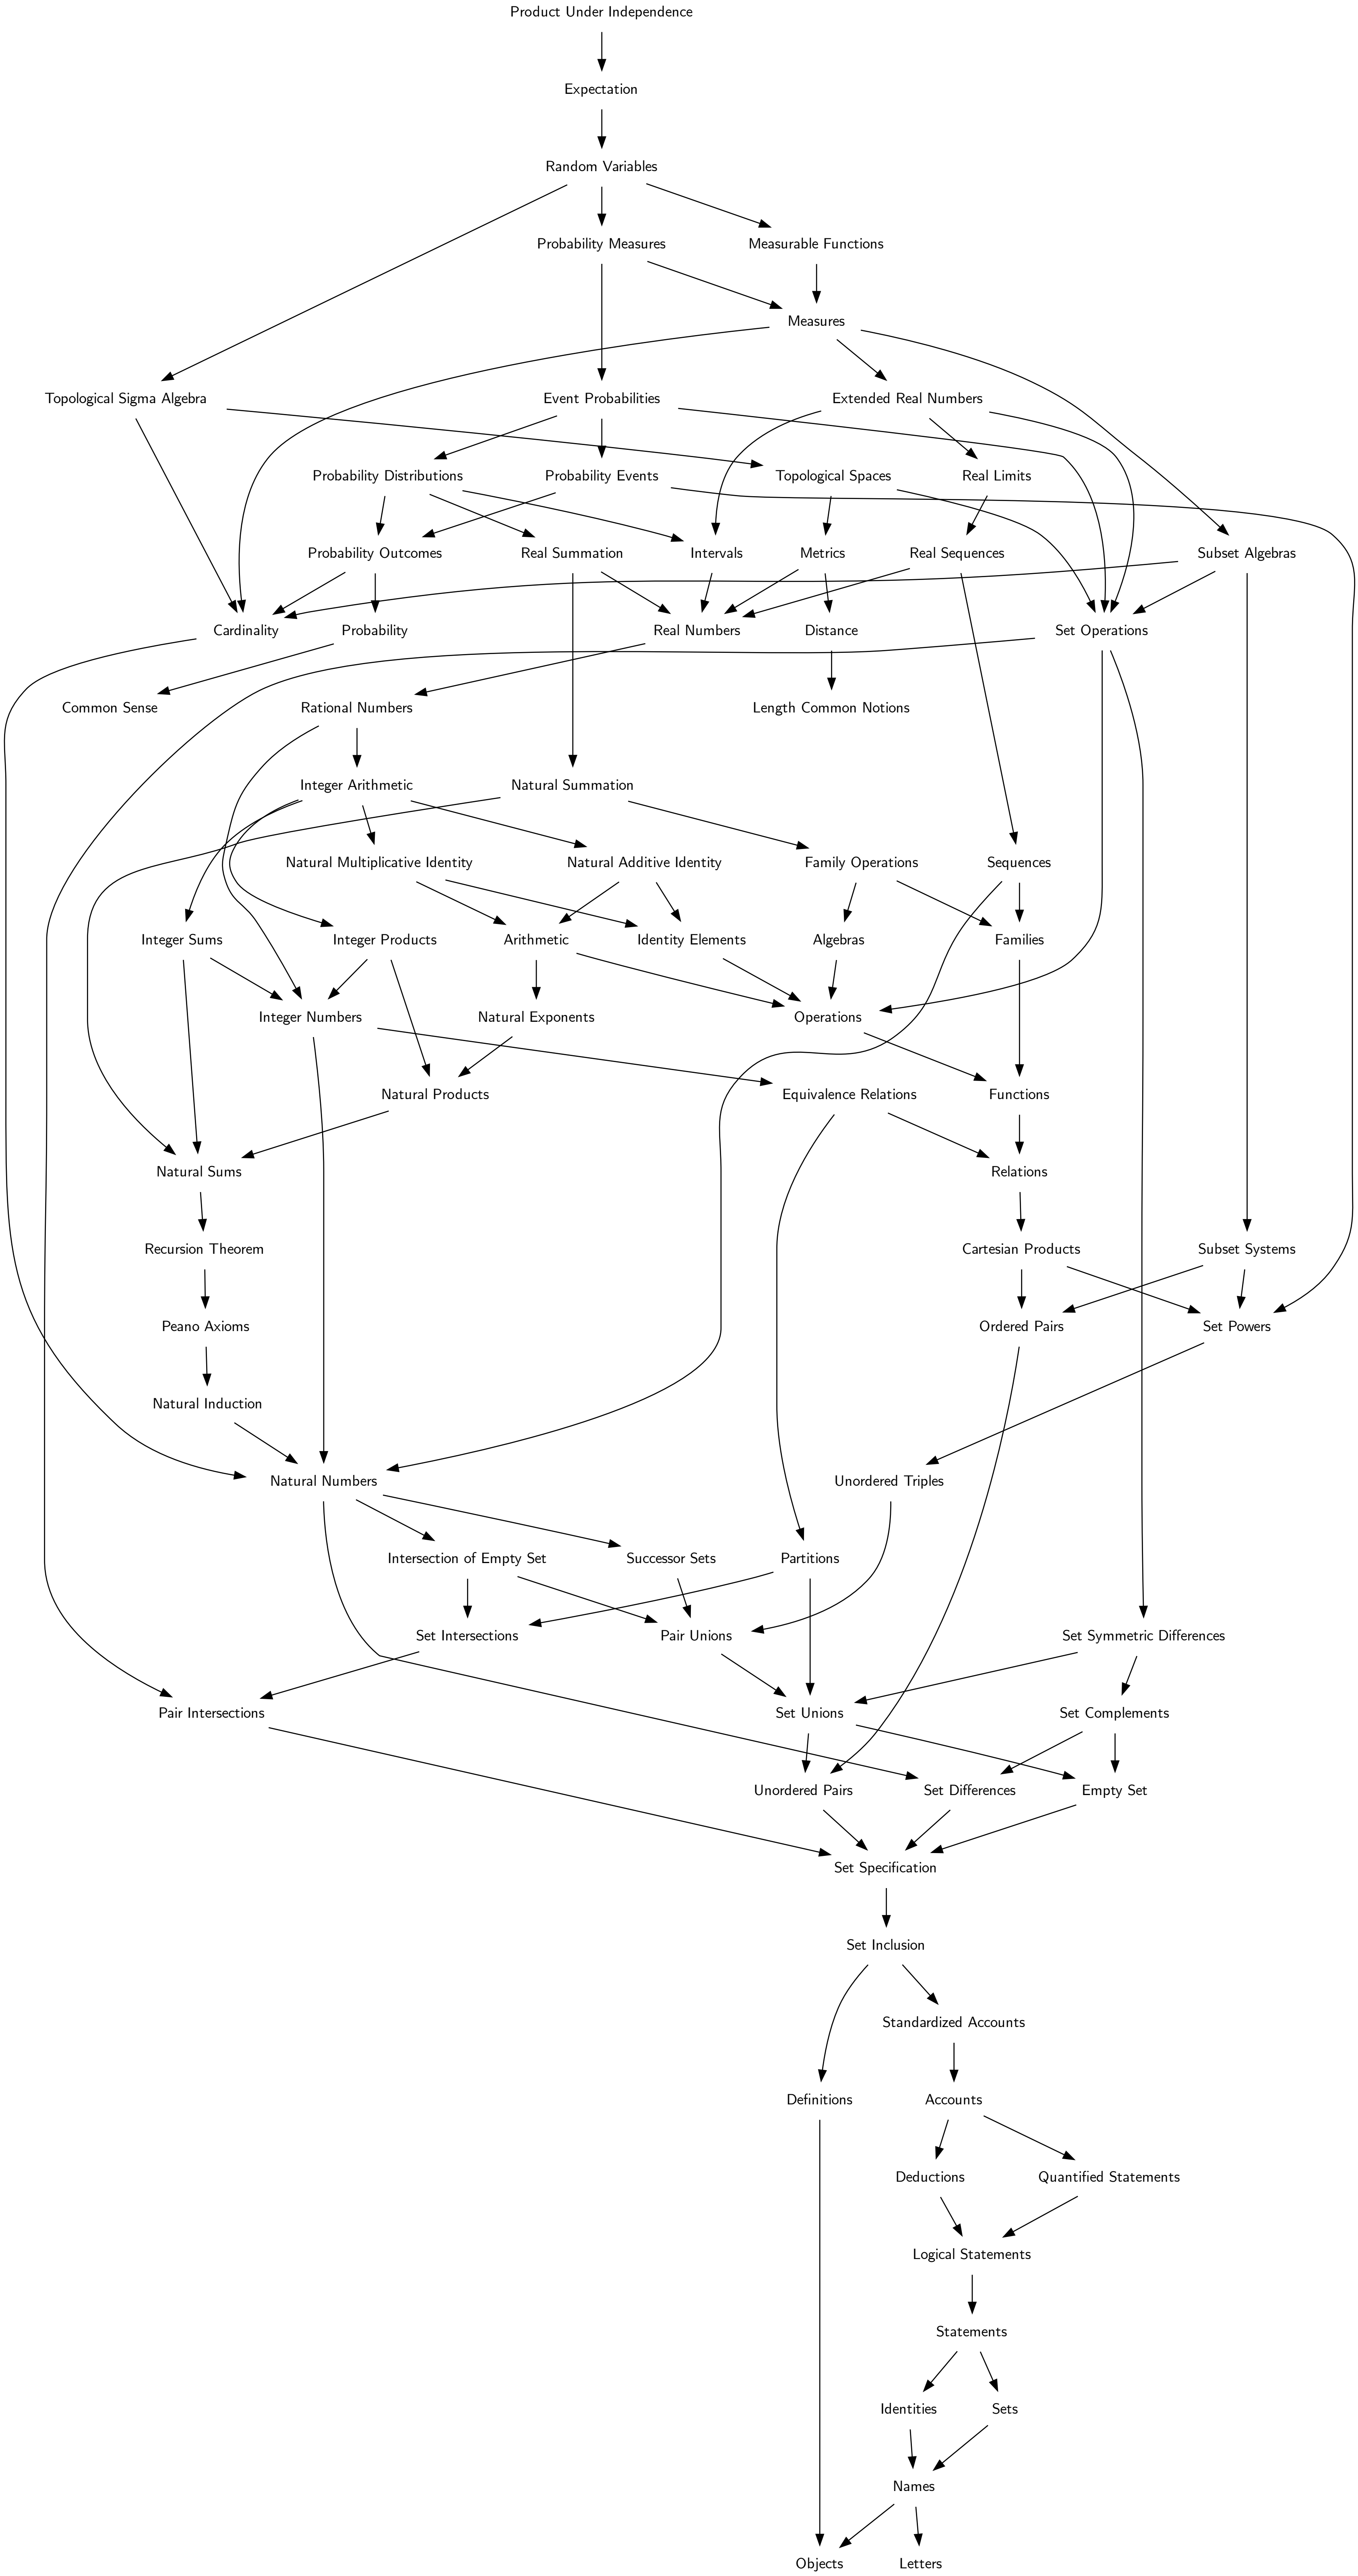 Product Under Independence
Expectation
Random Variables
Probability Measures
Measurable Functions
Measures
Topological Sigma Algebra
Event Probabilities
Extended Real Numbers
Probability Distributions
Probability Events
Topological Spaces
Real Limits
Probability Outcomes
Real Summation
Intervals
Metrics
Real Sequences
Subset Algebras
Cardinality
Probability
Real Numbers
Distance
Set Operations
Common Sense
Rational Numbers
Length Common Notions
Integer Arithmetic
Natural Summation
Natural Multiplicative Identity
Natural Additive Identity
Family Operations
Sequences
Integer Sums
Integer Products
Arithmetic
Identity Elements
Algebras
Families
Integer Numbers
Natural Exponents
Operations
Natural Products
Equivalence Relations
Functions
Natural Sums
Relations
Recursion Theorem
Cartesian Products
Subset Systems
Peano Axioms
Ordered Pairs
Set Powers
Natural Induction
Natural Numbers
Unordered Triples
Intersection of Empty Set
Successor Sets
Partitions
Set Intersections
Pair Unions
Set Symmetric Differences
Pair Intersections
Set Unions
Set Complements
Unordered Pairs
Set Differences
Empty Set
Set Specification
Set Inclusion
Standardized Accounts
Definitions
Accounts
Deductions
Quantified Statements
Logical Statements
Statements
Identities
Sets
Names
Objects
Letters